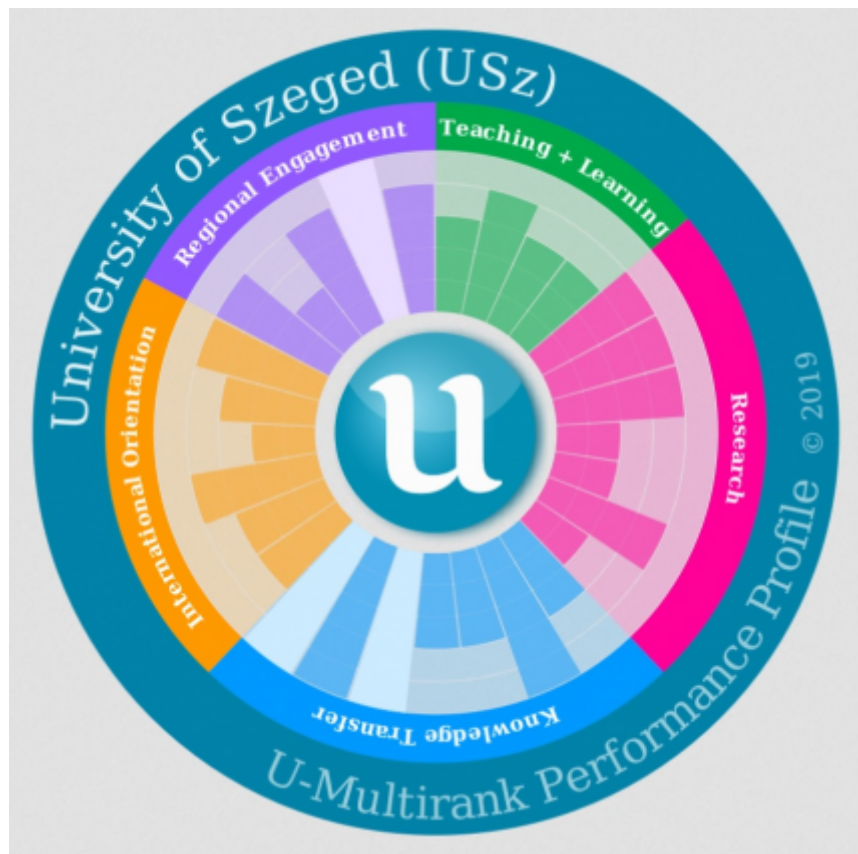 University of Szeged (USz)
Teaching + Learning
Research
Knowledge Transfer
International Orientation
Regional Engagement
u
U-Multirank Performance Profile © 2019